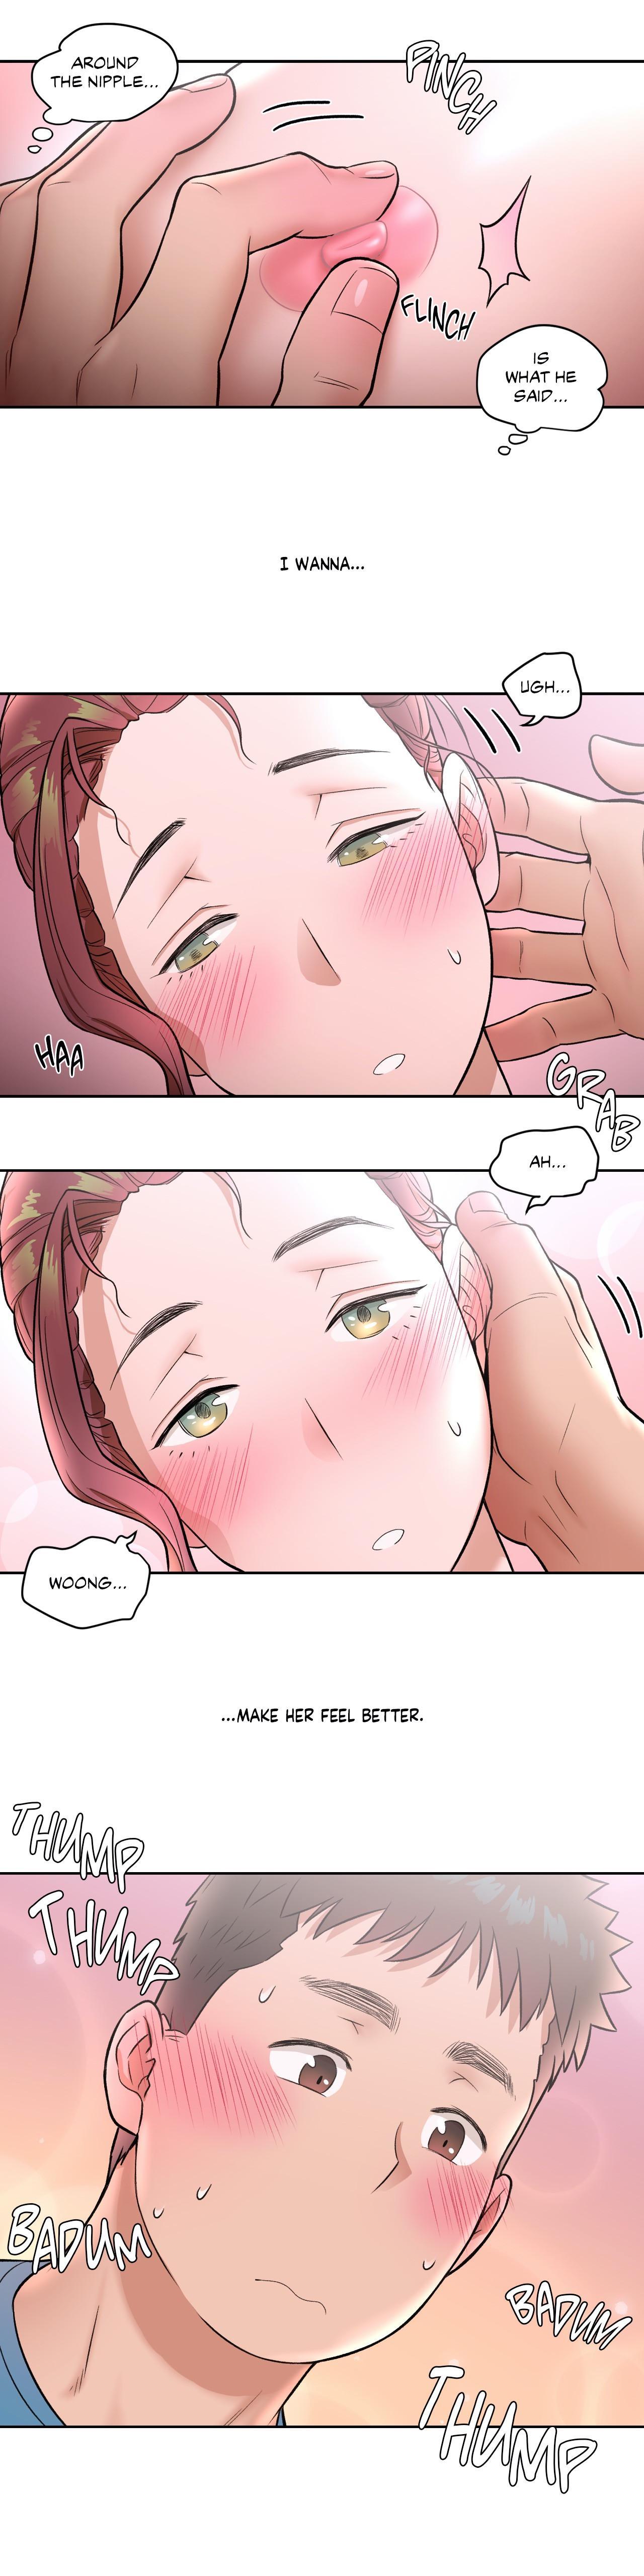 AROUND
THE NIPPLE...
PINCH
FLINCH
IS
WHAT HE
SAID...
I WANNA...
UGH...
HAA
GRAB
AH...
WOONG...
...MAKE HER FEEL BETTER.
THUMP
THUMP
BADUM
BADUM
THUMP